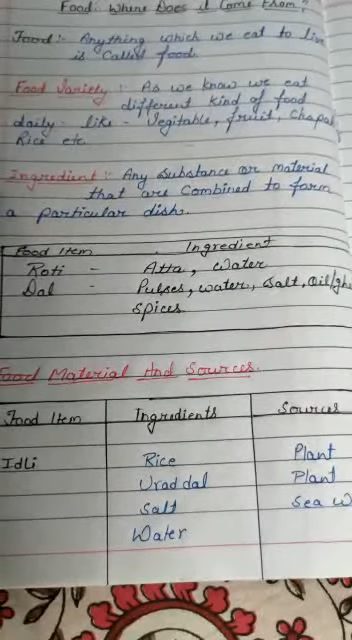 Food: Where Does it Come From?
Food:- Anything which we eat to live
is Called food.
Food Variety: As we know we eat
different kind of food
daily - like - Vegitable, fruit, Chapa
Rice etc
Ingredient: Any Substance or material
that are Combined to form
a particular dish.
Food Item Ingredient
Roti - Atta, Water
Dal - Pulses, water, Salt, Oil/ghe
Spices.
Food Material And Sources.
Food Item Ingredients Sources
Idli Rice Plant
Urad dal Plant
Salt Sea W
Water